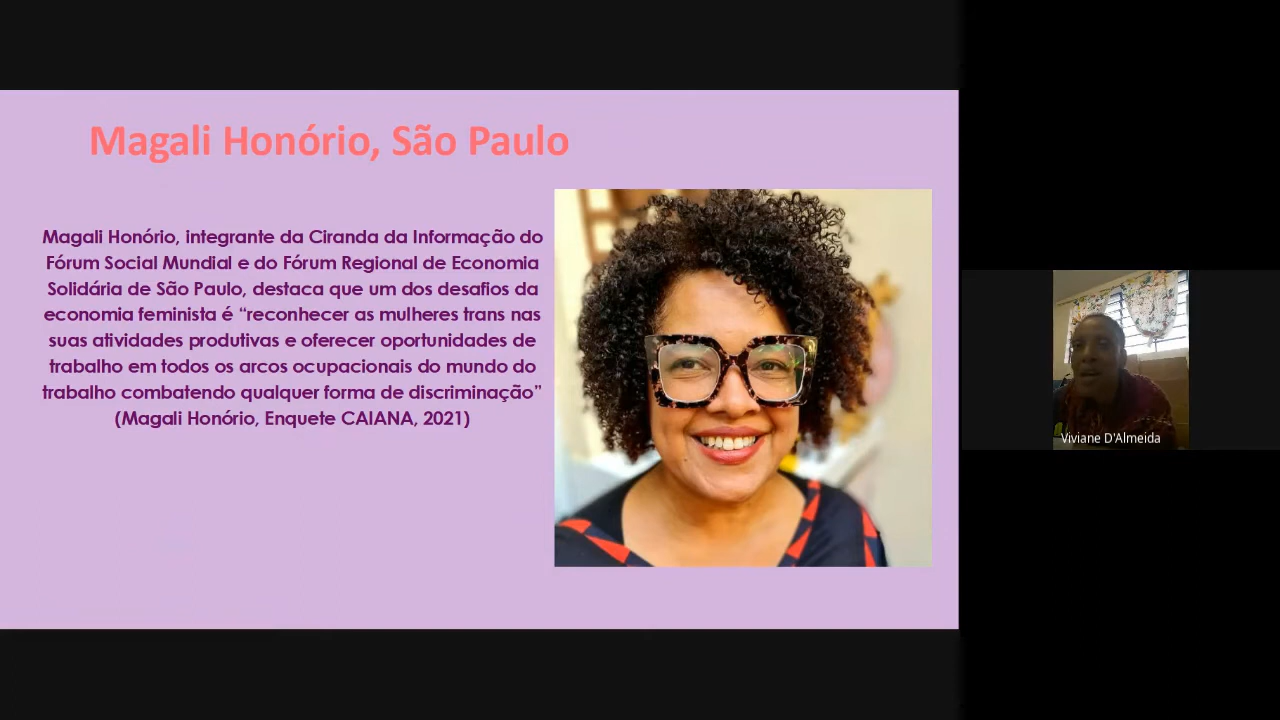 Magali Honório, São Paulo
Magali Honório, integrante da Ciranda da Informação do
Fórum Social Mundial e do Fórum Regional de Economia
Solidária de São Paulo, destaca que um dos desafios da
economia feminista é “reconhecer as mulheres trans nas
suas atividades produtivas e oferecer oportunidades de
trabalho em todos os arcos ocupacionais do mundo do
trabalho combatendo qualquer forma de discriminação”
(Magali Honório, Enquete CAIANA, 2021)
Viviane D'Almeida